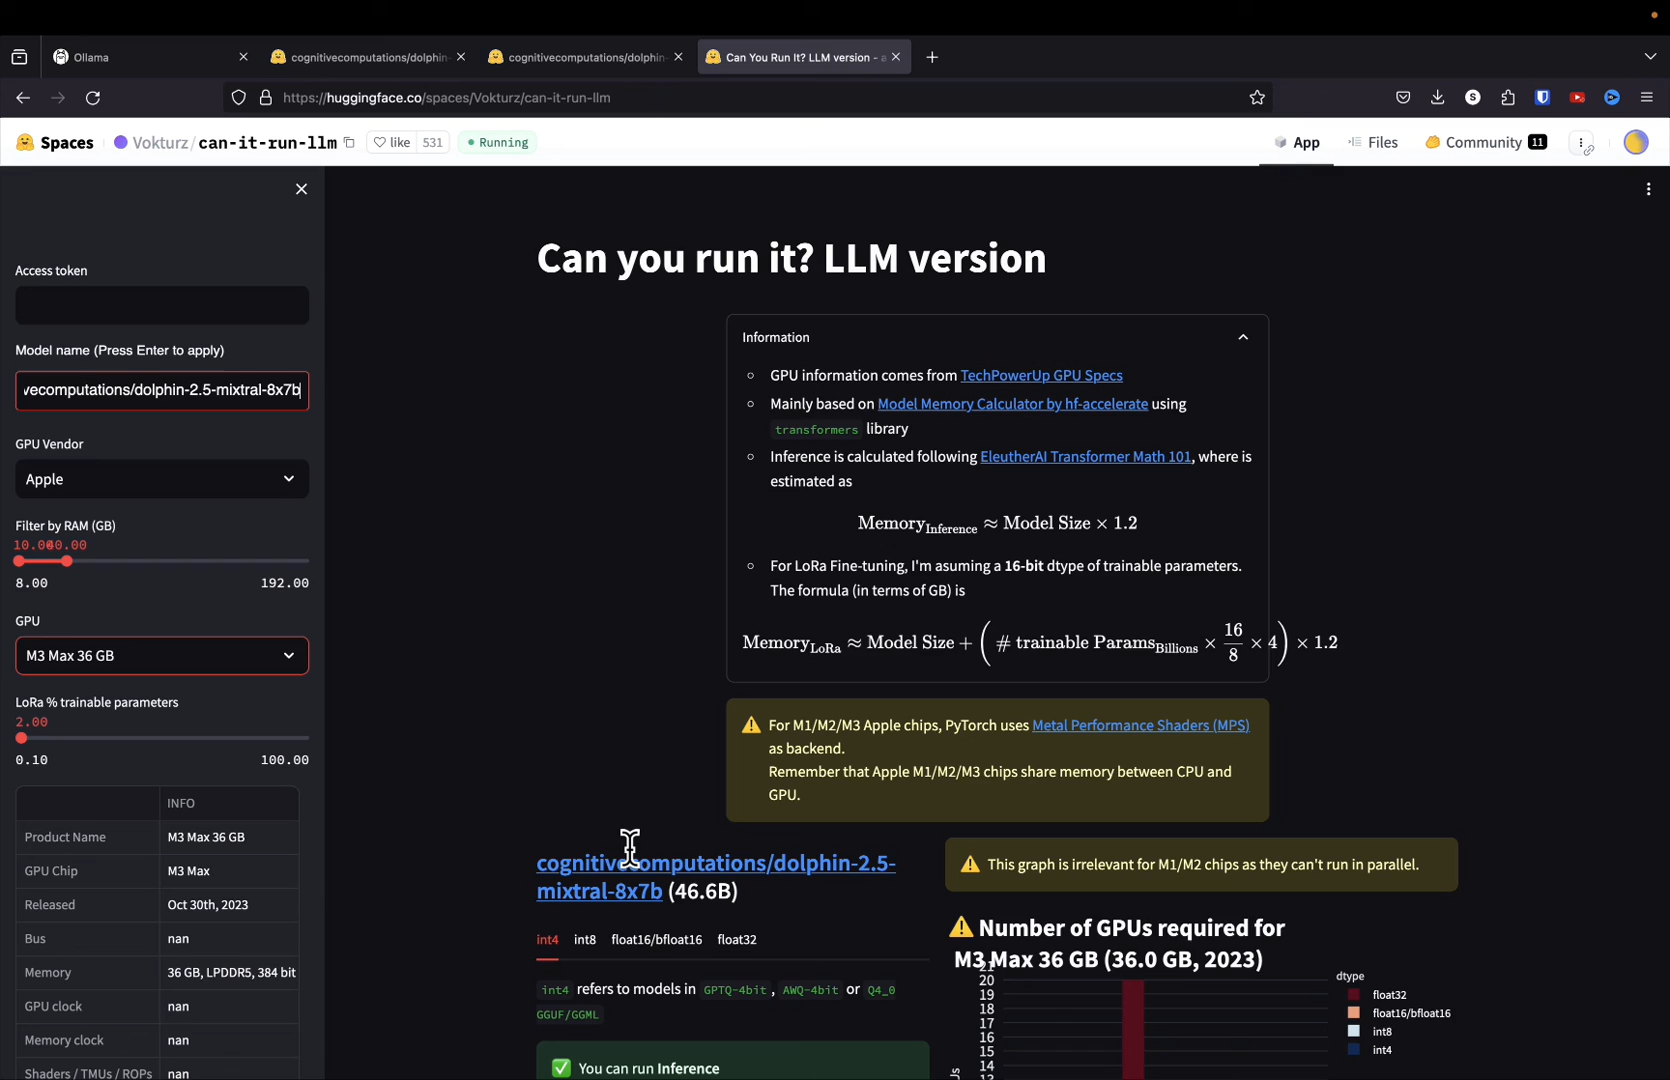 Ollama
cognitivecomputations/dolphin-
cognitivecomputations/dolphin-
Can You Run It? LLM version - a
https://huggingface.co/spaces/Vokturz/can-it-run-llm
Spaces
Vokturz/can-it-run-llm
like 531
Running
App
Files
Community 11
Access token
Model name (Press Enter to apply)
vecomputations/dolphin-2.5-mixtral-8x7b
GPU Vendor
Apple
Filter by RAM (GB)
8.00 192.00
GPU
M3 Max 36 GB
LoRa % trainable parameters
2.00
0.10 100.00
INFO
Product Name M3 Max 36 GB
GPU Chip M3 Max
Released Oct 30th, 2023
Bus nan
Memory 36 GB, LPDDR5, 384 bit
GPU clock nan
Memory clock nan
Shaders / TMUs / ROPs nan
Can you run it? LLM version
Information
GPU information comes from TechPowerUp GPU Specs
Mainly based on Model Memory Calculator by hf-accelerate using
transformers library
Inference is calculated following EleutherAI Transformer Math 101, where is
estimated as
Memory_Inference ≈ Model Size × 1.2
For LoRa Fine-tuning, I'm asuming a 16-bit dtype of trainable parameters.
The formula (in terms of GB) is
Memory_LoRa ≈ Model Size + ( # trainable Params_Billions × 16/8 × 4 ) × 1.2
For M1/M2/M3 Apple chips, PyTorch uses Metal Performance Shaders (MPS)
as backend.
Remember that Apple M1/M2/M3 chips share memory between CPU and
GPU.
cognitivecomputations/dolphin-2.5-
mixtral-8x7b (46.6B)
int4 int8 float16/bfloat16 float32
int4 refers to models in GPTQ-4bit, AWQ-4bit or Q4_0
GGUF/GGML
You can run Inference
This graph is irrelevant for M1/M2 chips as they can't run in parallel.
Number of GPUs required for
M3 Max 36 GB (36.0 GB, 2023)
21
20
19
18
17
16
15
14
dtype
float32
float16/bfloat16
int8
int4